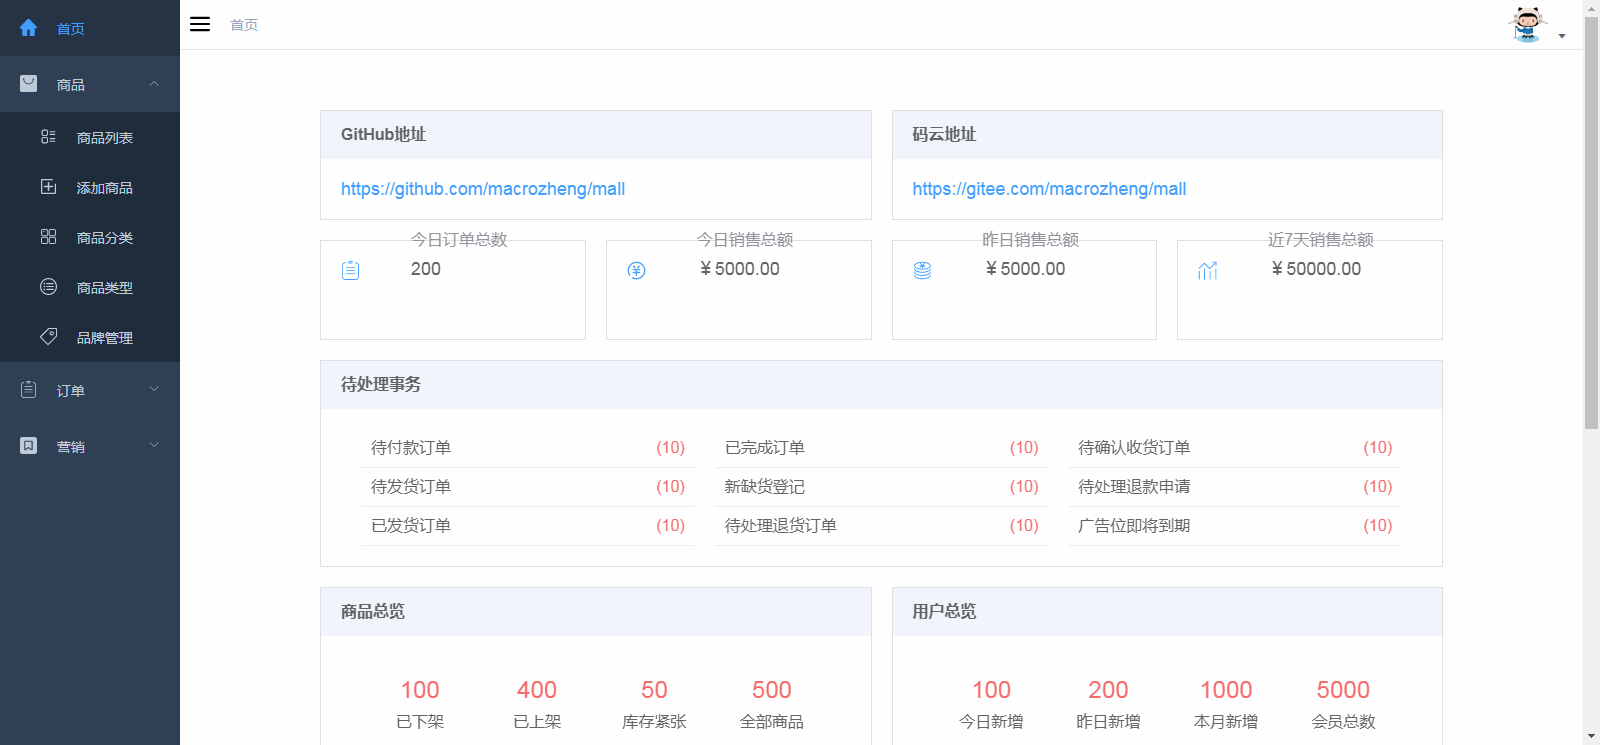 首页
商品
商品列表
添加商品
商品分类
商品类型
品牌管理
订单
营销
首页
GitHub地址
https://github.com/macrozheng/mall
码云地址
https://gitee.com/macrozheng/mall
今日订单总数
200
今日销售总额
￥5000.00
昨日销售总额
￥5000.00
近7天销售总额
￥50000.00
待处理事务
待付款订单 (10) 已完成订单 (10) 待确认收货订单 (10)
待发货订单 (10) 新缺货登记 (10) 待处理退款申请 (10)
已发货订单 (10) 待处理退货订单 (10) 广告位即将到期 (10)
商品总览
100 400 50 500
已下架 已上架 库存紧张 全部商品
用户总览
100 200 1000 5000
今日新增 昨日新增 本月新增 会员总数